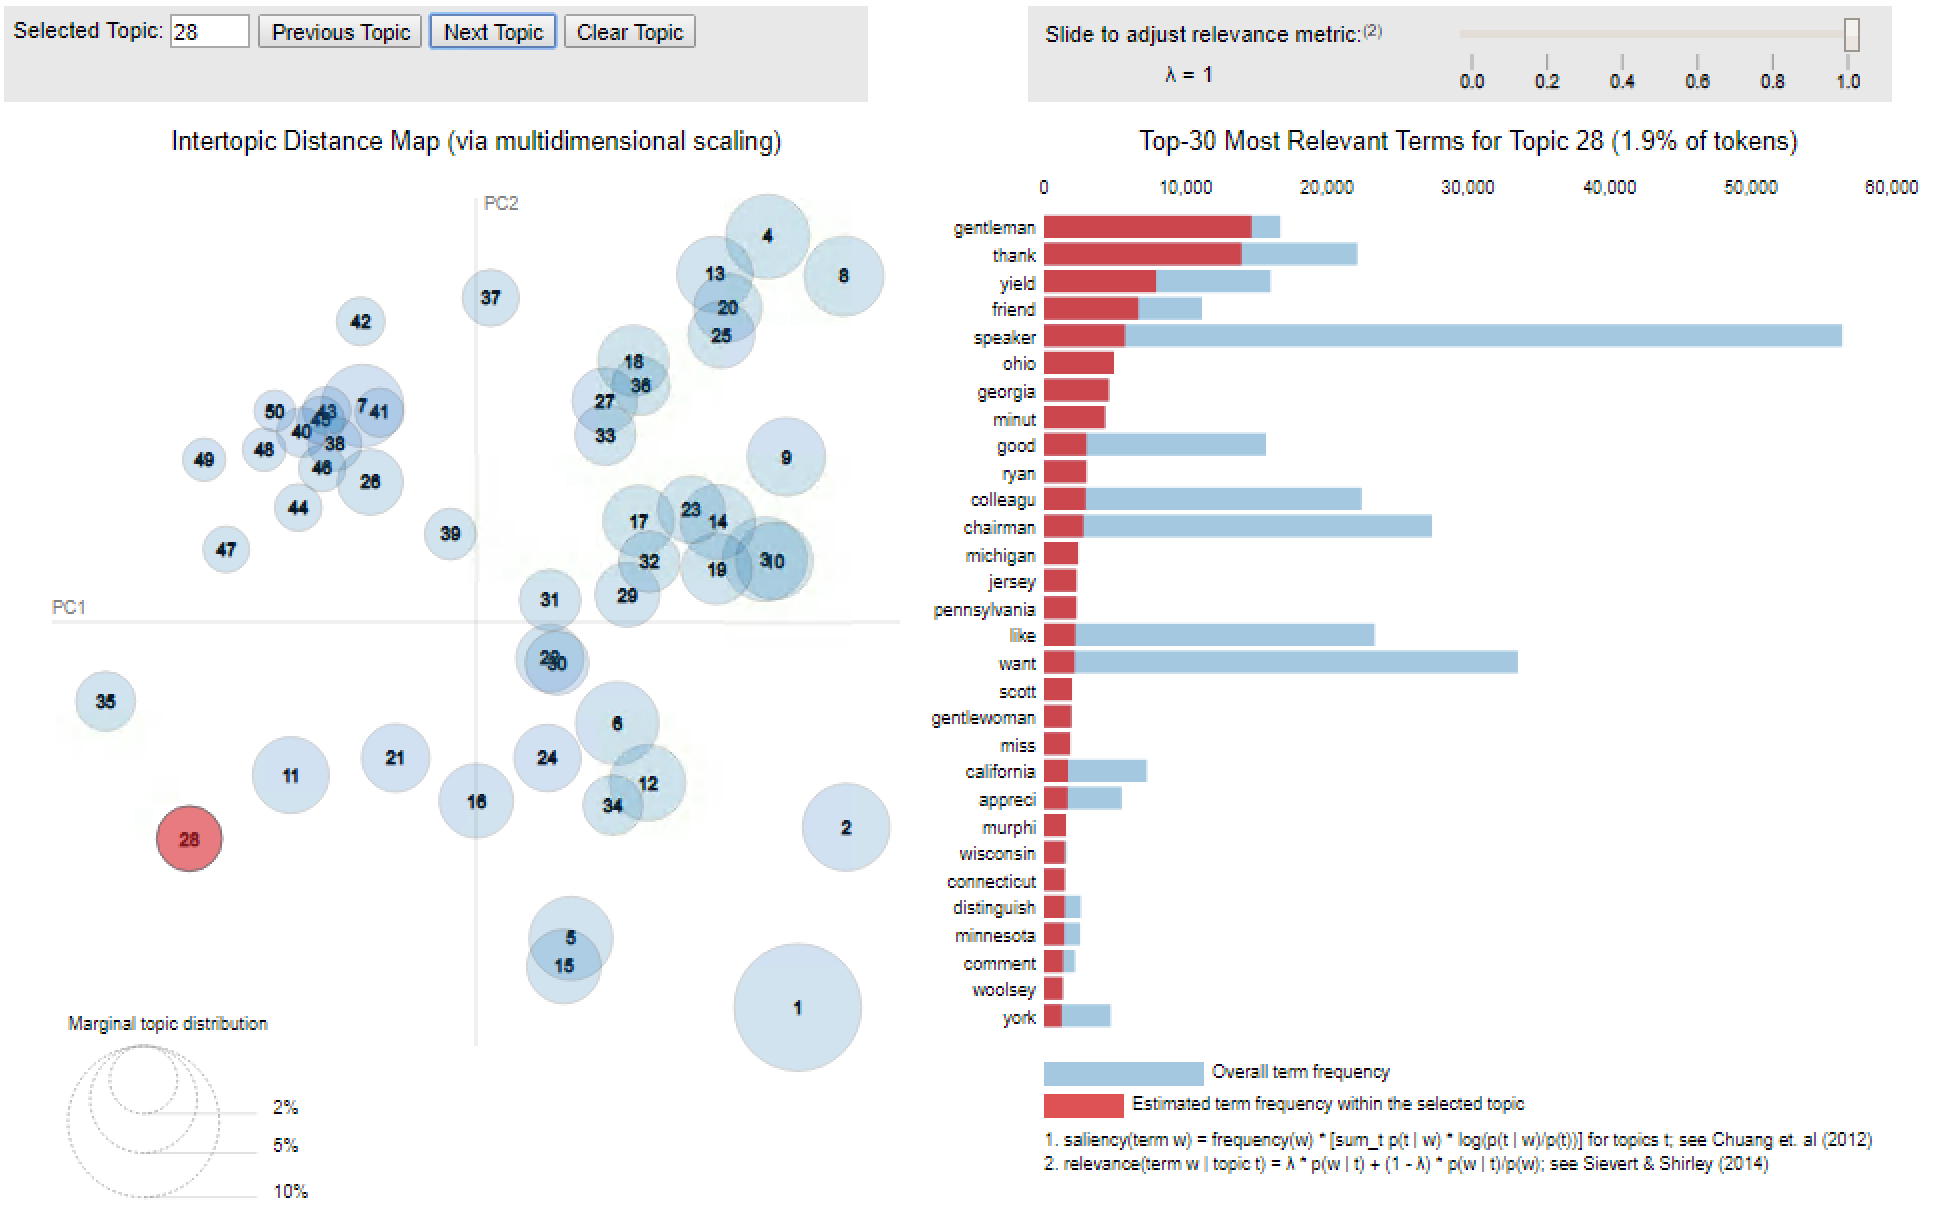 Selected Topic: 28 Previous Topic Next Topic Clear Topic
Slide to adjust relevance metric:(2)
λ = 1
0.0 0.2 0.4 0.6 0.8 1.0
Intertopic Distance Map (via multidimensional scaling)
PC2
PC1
4
13
8
37
20
42
25
18
36
27
7
50
43
41
45
40
33
38
48
9
49
46
26
44
23
17
14
39
47
3
10
32
19
29
31
29
30
35
6
21
24
11
12
16
34
28
2
5
15
1
Marginal topic distribution
2%
5%
10%
Top-30 Most Relevant Terms for Topic 28 (1.9% of tokens)
0 10,000 20,000 30,000 40,000 50,000 60,000
gentleman
thank
yield
friend
speaker
ohio
georgia
minut
good
ryan
colleagu
chairman
michigan
jersey
pennsylvania
like
want
scott
gentlewoman
miss
california
appreci
murphi
wisconsin
connecticut
distinguish
minnesota
comment
woolsey
york
Overall term frequency
Estimated term frequency within the selected topic
1. saliency(term w) = frequency(w) * [sum_t p(t | w) * log(p(t | w)/p(t))] for topics t; see Chuang et. al (2012)
2. relevance(term w | topic t) = λ * p(w | t) + (1 - λ) * p(w | t)/p(w); see Sievert & Shirley (2014)